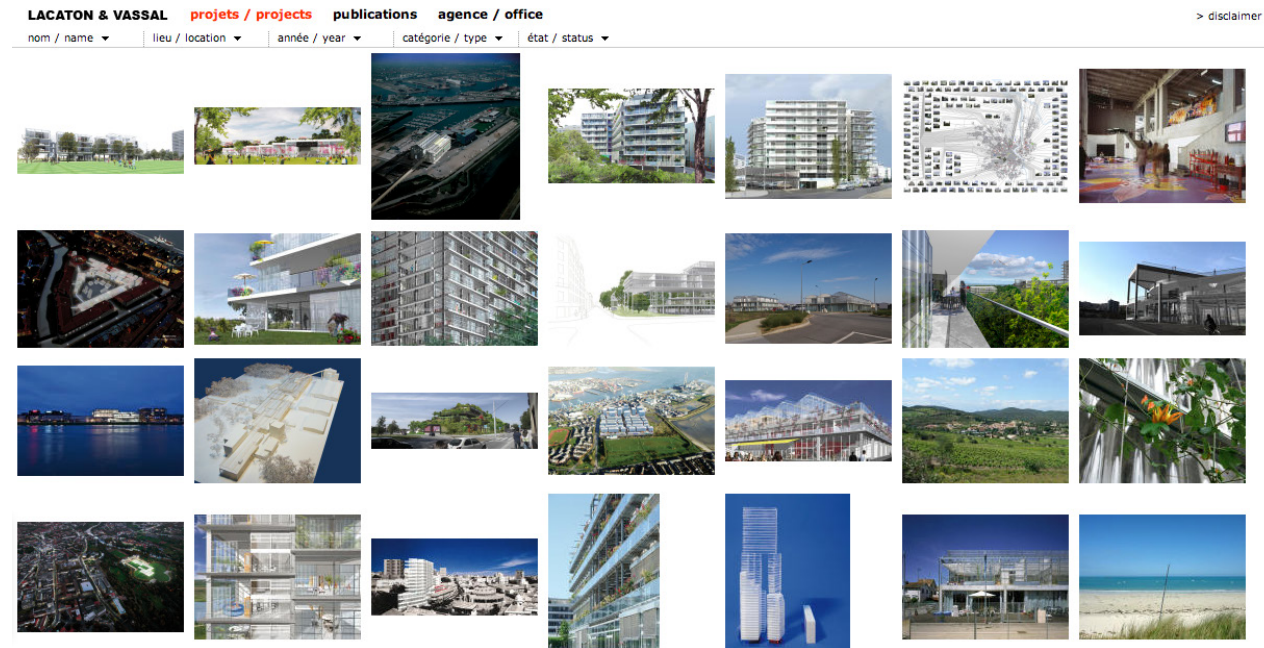 LACATON & VASSAL projets / projects publications agence / office > disclaimer
nom / name ▼ lieu / location ▼ année / year ▼ catégorie / type ▼ état / status ▼